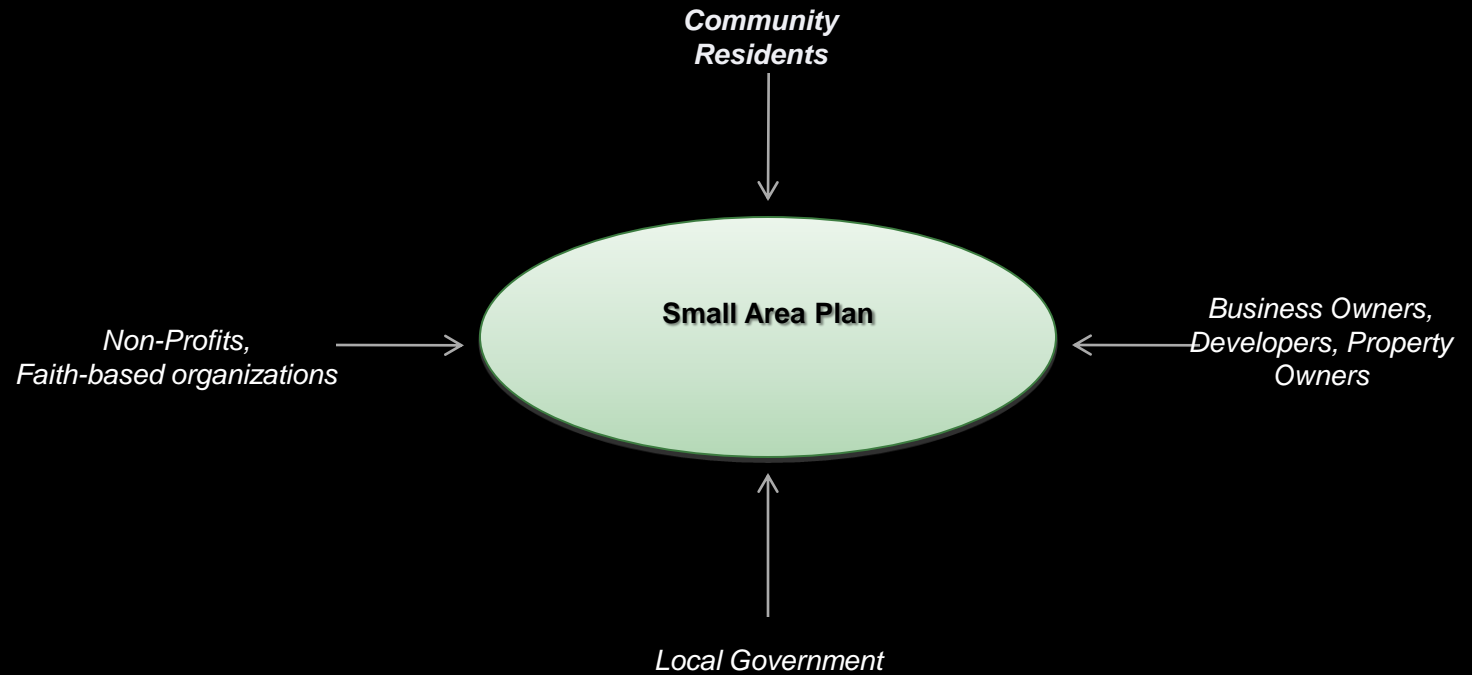 Community
Residents
Small Area Plan
Non-Profits,
Faith-based organizations
Business Owners,
Developers, Property
Owners
Local Government